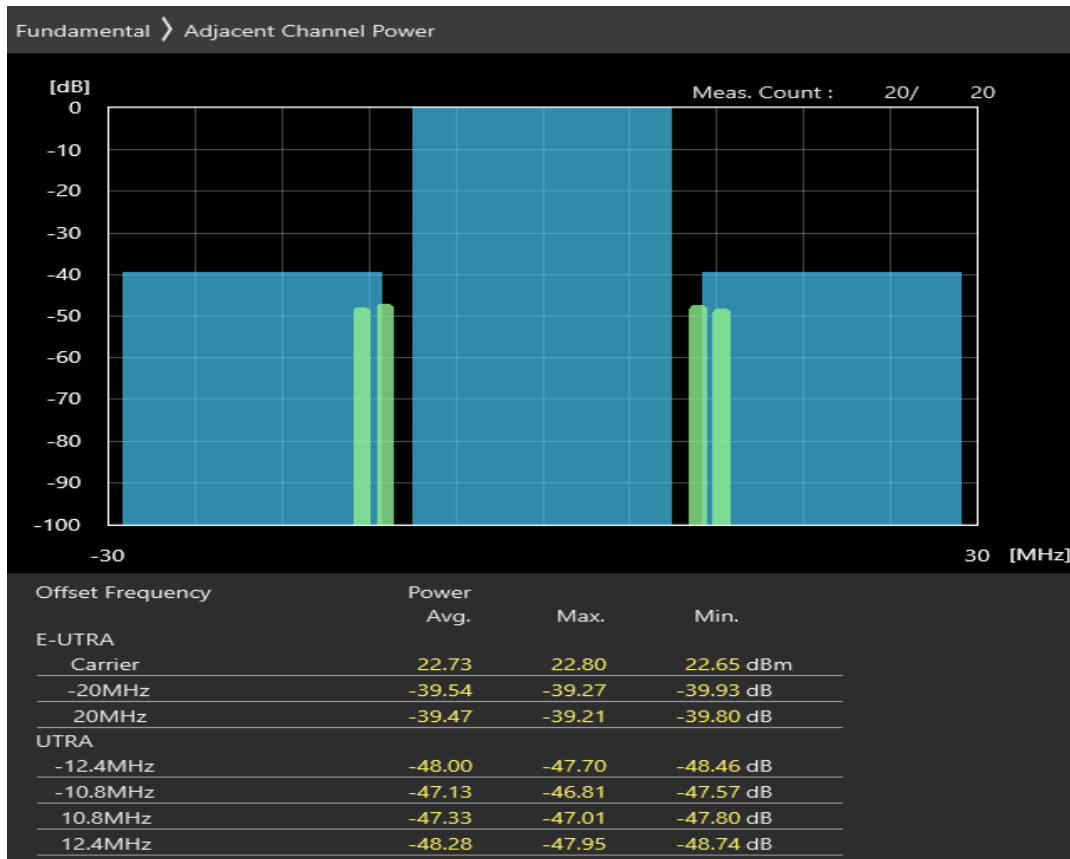 Fundamental 〉 Adjacent Channel Power
[dB]
Meas. Count : 20/ 20
0
-10
-20
-30
-40
-50
-60
-70
-80
-90
-100
-30 30 [MHz]
Offset Frequency Power
Avg. Max. Min.
E-UTRA
Carrier 22.73 22.80 22.65 dBm
-20MHz -39.54 -39.27 -39.93 dB
20MHz -39.47 -39.21 -39.80 dB
UTRA
-12.4MHz -48.00 -47.70 -48.46 dB
-10.8MHz -47.13 -46.81 -47.57 dB
10.8MHz -47.33 -47.01 -47.80 dB
12.4MHz -48.28 -47.95 -48.74 dB